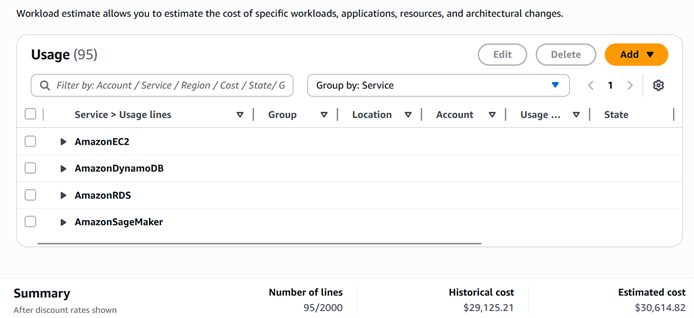 Workload estimate allows you to estimate the cost of specific workloads, applications, resources, and architectural changes.
Usage (95)
Edit
Delete
Add
Filter by: Account / Service / Region / Cost / State/ G
Group by: Service
1
Service > Usage lines
Group
Location
Account
Usage ...
State
AmazonEC2
AmazonDynamoDB
AmazonRDS
AmazonSageMaker
Summary
After discount rates shown
Number of lines
95/2000
Historical cost
$29,125.21
Estimated cost
$30,614.82